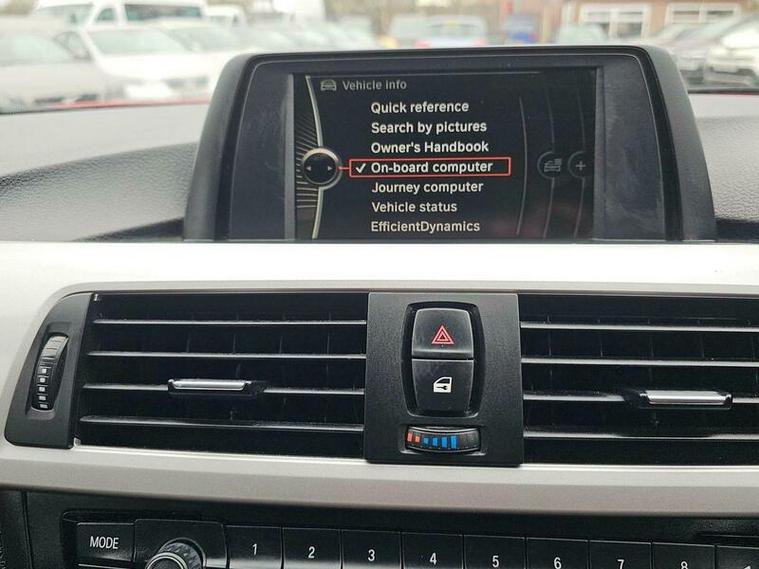 Vehicle info
Quick reference
Search by pictures
Owner's Handbook
On-board computer
Journey computer
Vehicle status
EfficientDynamics
MODE
1 2 3 4 5 6 7 8